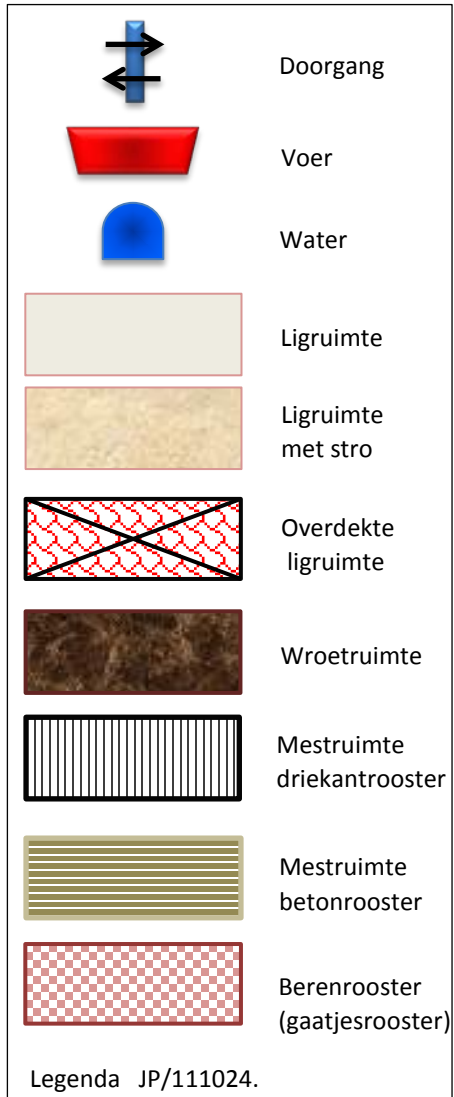 Doorgang
Voer
Water
Ligruimte
Ligruimte
met stro
Overdekte
ligruimte
Wroetruimte
Mestruimte
driekantrooster
Mestruimte
betonrooster
Berenrooster
(gaatjesrooster)
Legenda JP/111024.